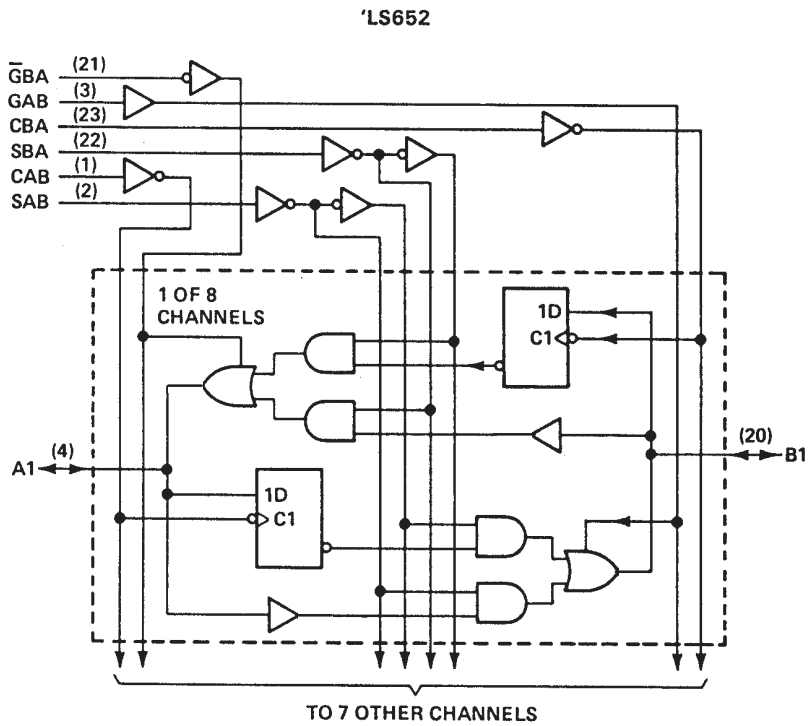 'LS652
G̅BA (21)
GAB (3)
CBA (23)
SBA (22)
CAB (1)
SAB (2)
1 OF 8
CHANNELS
1D
C1
A1 (4)
(20) B1
1D
C1
TO 7 OTHER CHANNELS